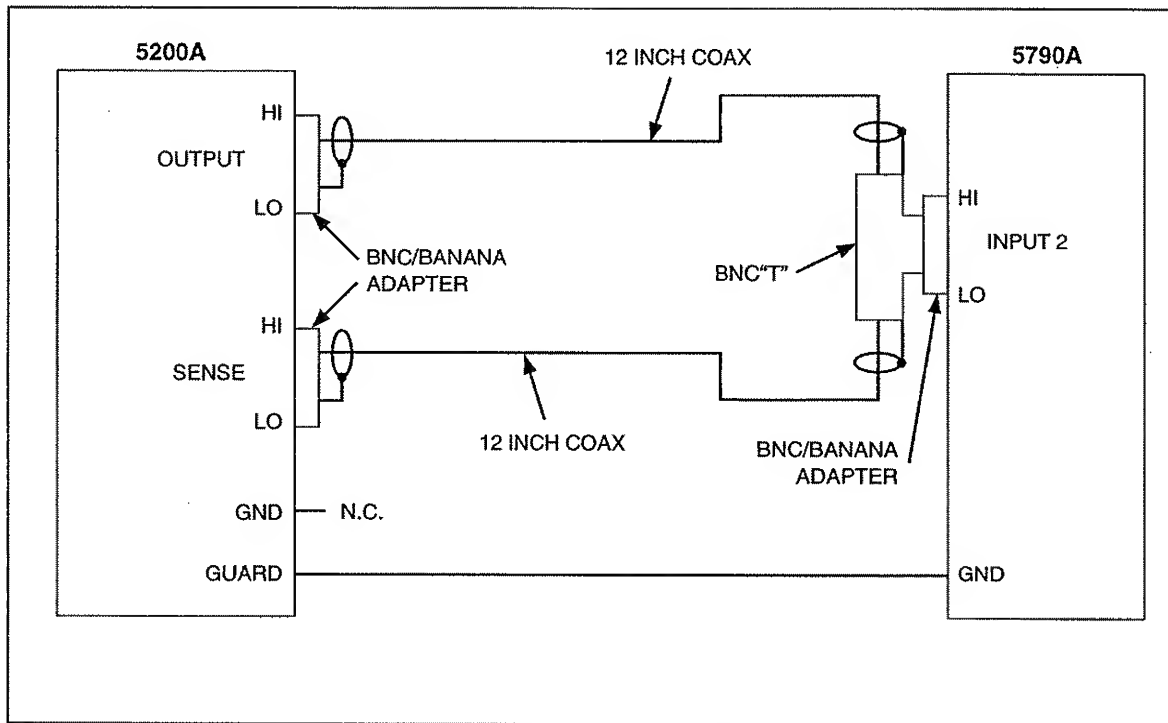 5200A
12 INCH COAX
5790A
HI
OUTPUT
LO
BNC/BANANA
ADAPTER
HI
SENSE
LO
12 INCH COAX
BNC"T"
HI
INPUT 2
LO
BNC/BANANA
ADAPTER
GND
N.C.
GUARD
GND